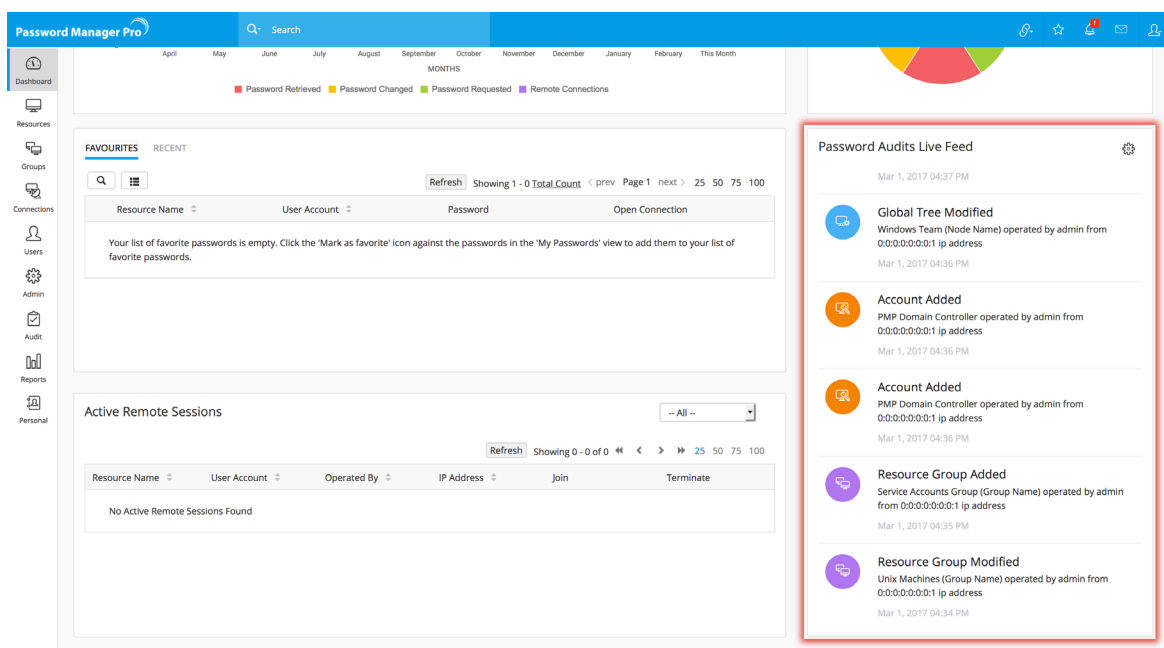 Password Manager Pro
Search
1
Dashboard
Resources
Groups
Connections
Users
Admin
Audit
Reports
Personal
April May June July August September October November December January February This Month
MONTHS
Password Retrieved Password Changed Password Requested Remote Connections
FAVOURITES RECENT
Refresh Showing 1 - 0 Total Count < prev Page 1 next > 25 50 75 100
Resource Name User Account Password Open Connection
Your list of favorite passwords is empty. Click the 'Mark as favorite' icon against the passwords in the 'My Passwords' view to add them to your list of
favorite passwords.
Active Remote Sessions
-- All --
Refresh Showing 0 - 0 of 0 25 50 75 100
Resource Name User Account Operated By IP Address Join Terminate
No Active Remote Sessions Found
Password Audits Live Feed
Mar 1, 2017 04:37 PM
Global Tree Modified
Windows Team (Node Name) operated by admin from
0:0:0:0:0:0:0:1 ip address
Mar 1, 2017 04:36 PM
Account Added
PMP Domain Controller operated by admin from
0:0:0:0:0:0:0:1 ip address
Mar 1, 2017 04:36 PM
Account Added
PMP Domain Controller operated by admin from
0:0:0:0:0:0:0:1 ip address
Mar 1, 2017 04:36 PM
Resource Group Added
Service Accounts Group (Group Name) operated by admin
from 0:0:0:0:0:0:0:1 ip address
Mar 1, 2017 04:35 PM
Resource Group Modified
Unix Machines (Group Name) operated by admin from
0:0:0:0:0:0:0:1 ip address
Mar 1, 2017 04:34 PM